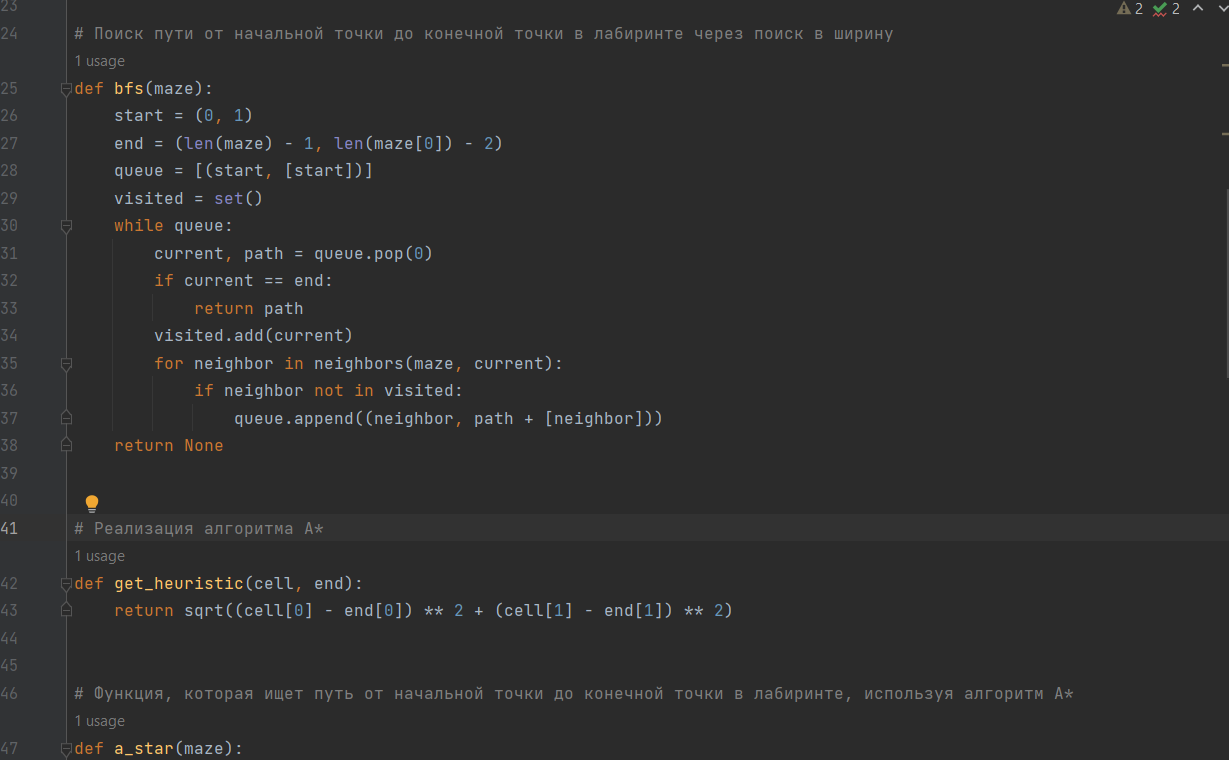 23
2 2
24 # Поиск пути от начальной точки до конечной точки в лабиринте через поиск в ширину
1 usage
25 def bfs(maze):
26     start = (0, 1)
27     end = (len(maze) - 1, len(maze[0]) - 2)
28     queue = [(start, [start])]
29     visited = set()
30     while queue:
31         current, path = queue.pop(0)
32         if current == end:
33             return path
34         visited.add(current)
35         for neighbor in neighbors(maze, current):
36             if neighbor not in visited:
37                 queue.append((neighbor, path + [neighbor]))
38     return None
39
40
41 # Реализация алгоритма A*
1 usage
42 def get_heuristic(cell, end):
43     return sqrt((cell[0] - end[0]) ** 2 + (cell[1] - end[1]) ** 2)
44
45
46 # Функция, которая ищет путь от начальной точки до конечной точки в лабиринте, используя алгоритм A*
1 usage
47 def a_star(maze):